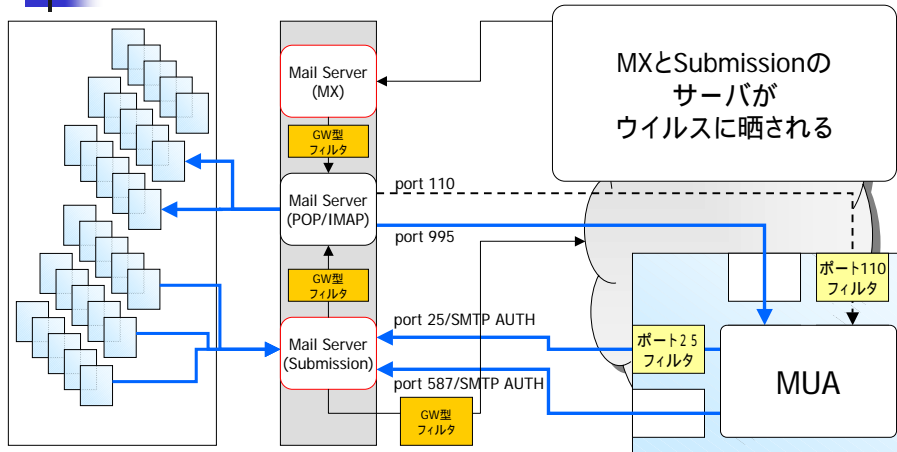 MXとSubmissionの
サーバが
ウイルスに晒される
Mail Server
(MX)
GW型
フィルタ
Mail Server
(POP/IMAP)
port 110
port 995
GW型
フィルタ
ポート110
フィルタ
Mail Server
(Submission)
port 25/SMTP AUTH
ポート25
フィルタ
port 587/SMTP AUTH
MUA
GW型
フィルタ